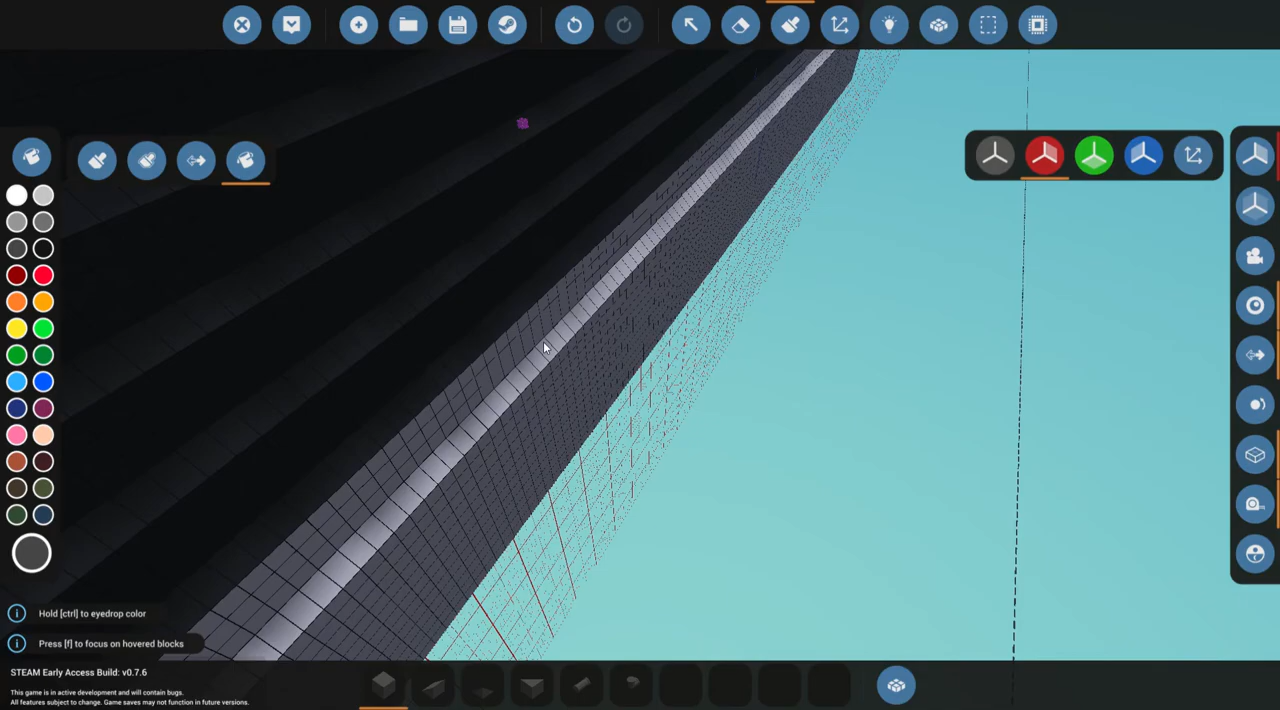 Hold [ctrl] to eyedrop color
Press [f] to focus on hovered blocks
STEAM Early Access Build: v0.7.6
This game is in active development and will contain bugs.
All features subject to change. Game saves may not function in future versions.